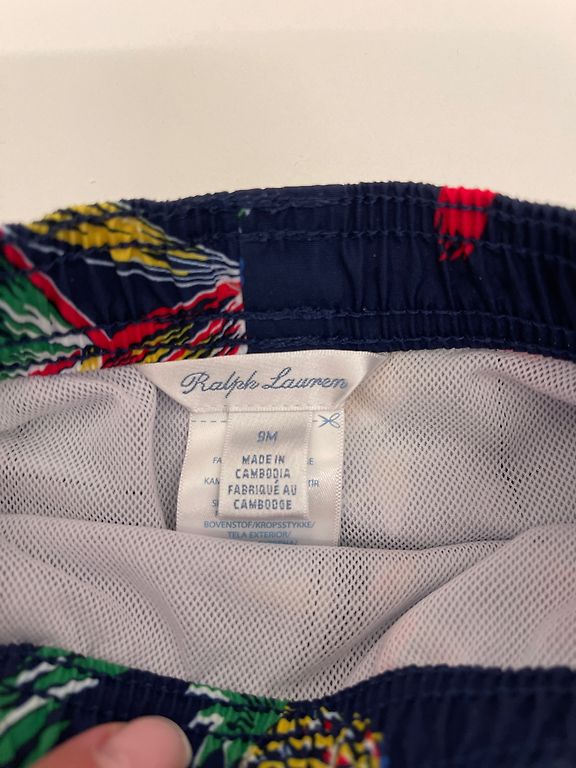 Ralph Lauren
9M
MADE IN
CAMBODIA
FABRIQUÉ AU
CAMBODGE
BOVENSTOF/KROPSSTYKKE/
TELA EXTERIOR/